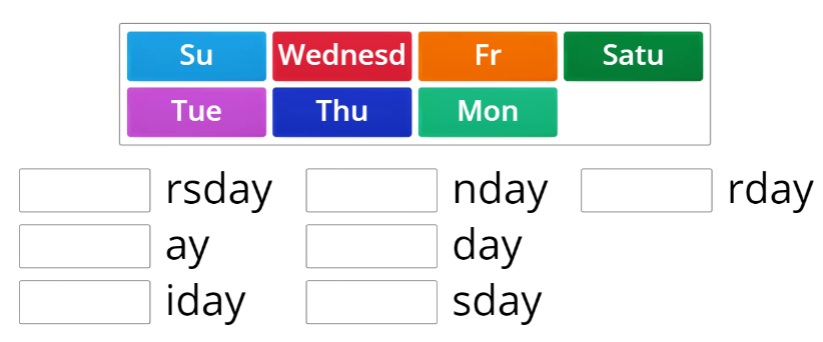 Su Wednesd Fr Satu
Tue Thu Mon
rsday nday rday
ay day
iday sday